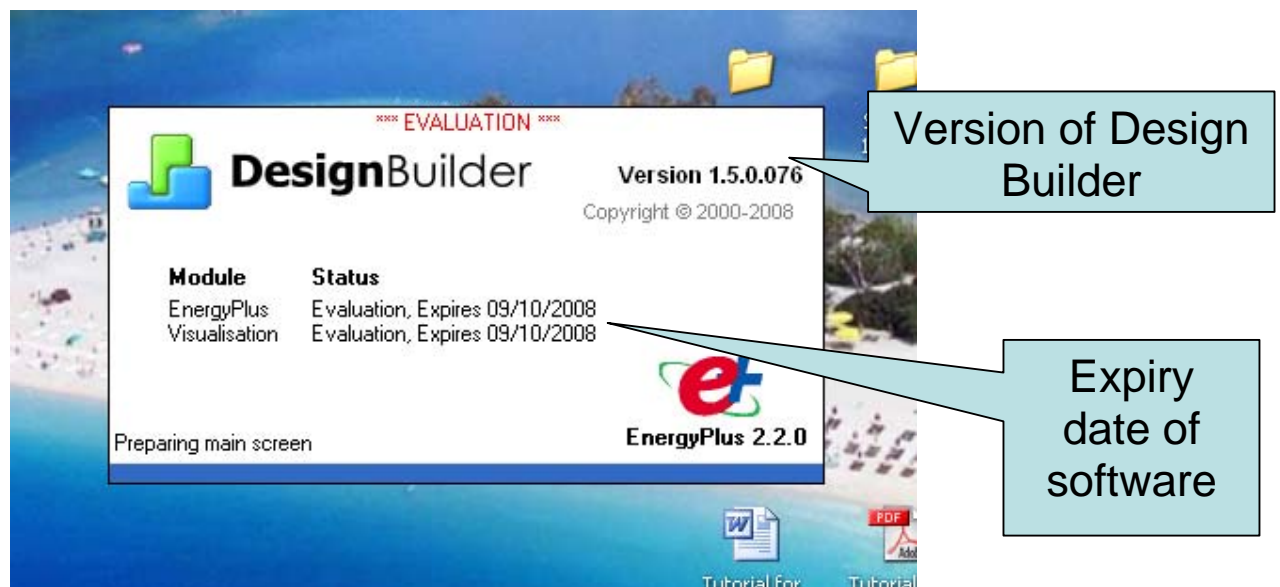 *** EVALUATION ***
DesignBuilder
Version 1.5.0.076
Copyright © 2000-2008
Version of Design
Builder
Module Status
EnergyPlus Evaluation, Expires 09/10/2008
Visualisation Evaluation, Expires 09/10/2008
e+
EnergyPlus 2.2.0
Preparing main screen
Expiry
date of
software
W
PDF
Adob
Tutorial for
Tutorial